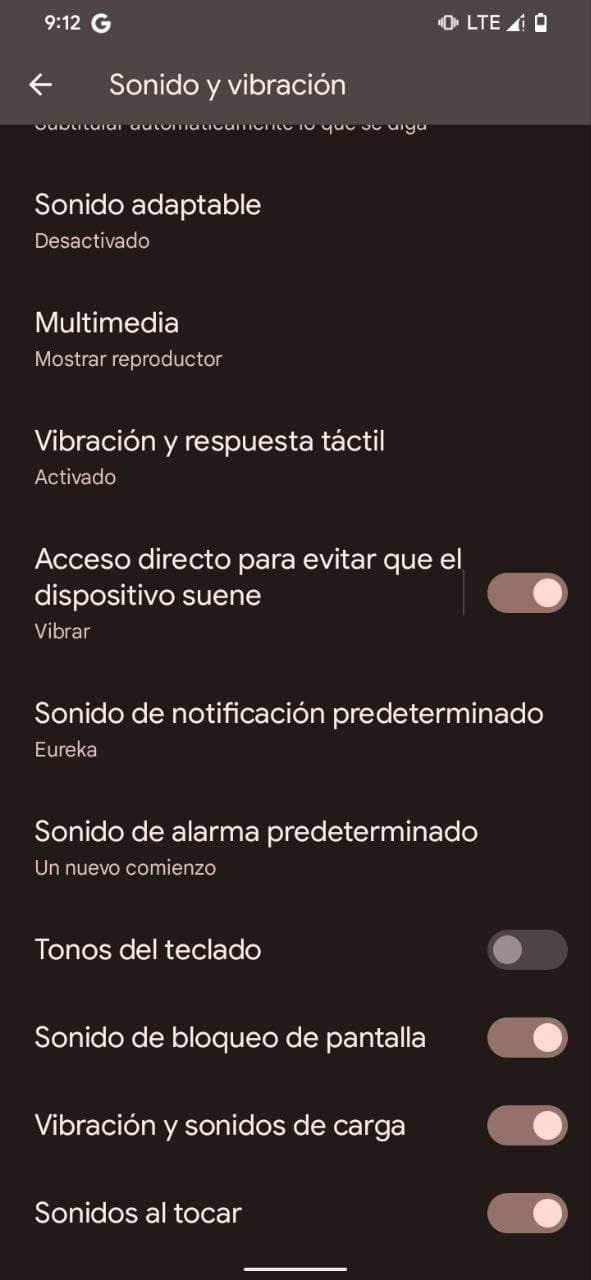 9:12 G LTE
Sonido y vibración
Subtitular automáticamente lo que se diga
Sonido adaptable
Desactivado
Multimedia
Mostrar reproductor
Vibración y respuesta táctil
Activado
Acceso directo para evitar que el
dispositivo suene
Vibrar
Sonido de notificación predeterminado
Eureka
Sonido de alarma predeterminado
Un nuevo comienzo
Tonos del teclado
Sonido de bloqueo de pantalla
Vibración y sonidos de carga
Sonidos al tocar